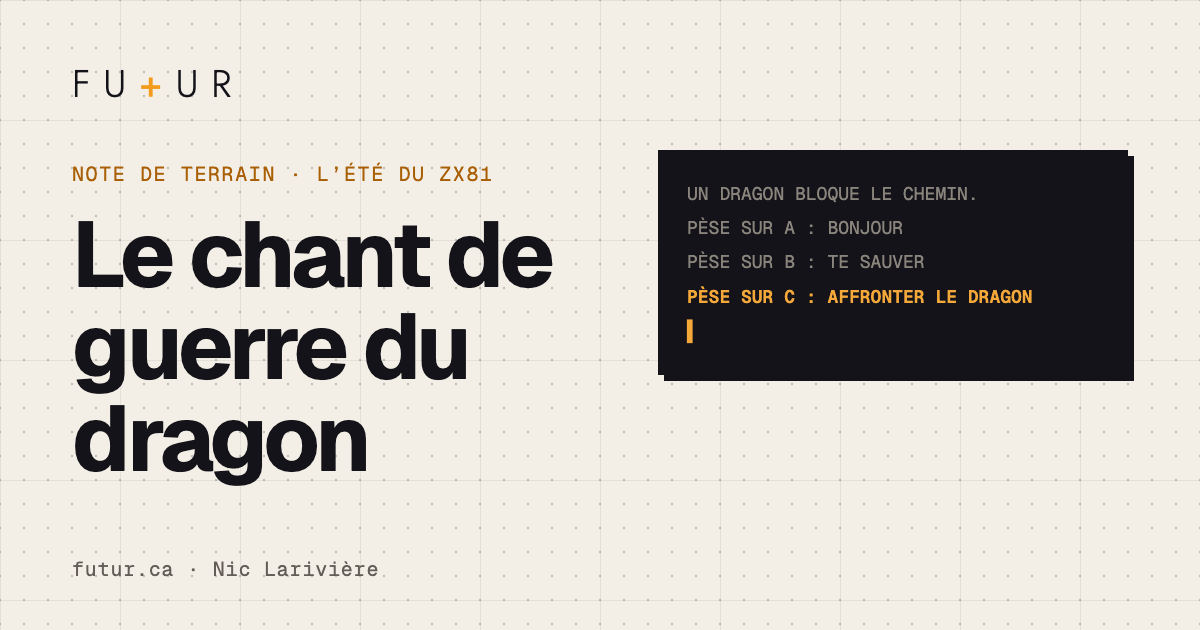 FU+UR
NOTE DE TERRAIN · L’ÉTÉ DU ZX81
Le chant de
guerre du
dragon
UN DRAGON BLOQUE LE CHEMIN.
PÈSE SUR A : BONJOUR
PÈSE SUR B : TE SAUVER
PÈSE SUR C : AFFRONTER LE DRAGON
futur.ca · Nic Larivière